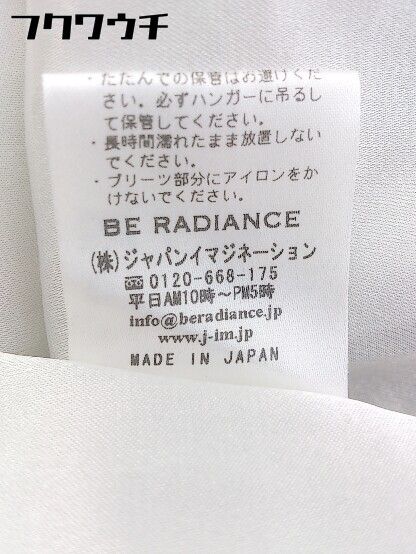 フクワウチ
・たたんでの保管はお避けくだ
さい。必ずハンガーに吊るし
て保管してください。
・長時間濡れたまま放置しない
でください。
・プリーツ部分にアイロンをか
けないでください。
BE RADIANCE
(株)ジャパンイマジネーション
☎0120-668-175
平日AM10時～PM5時
info@beradiance.jp
www.j-im.jp
MADE IN JAPAN